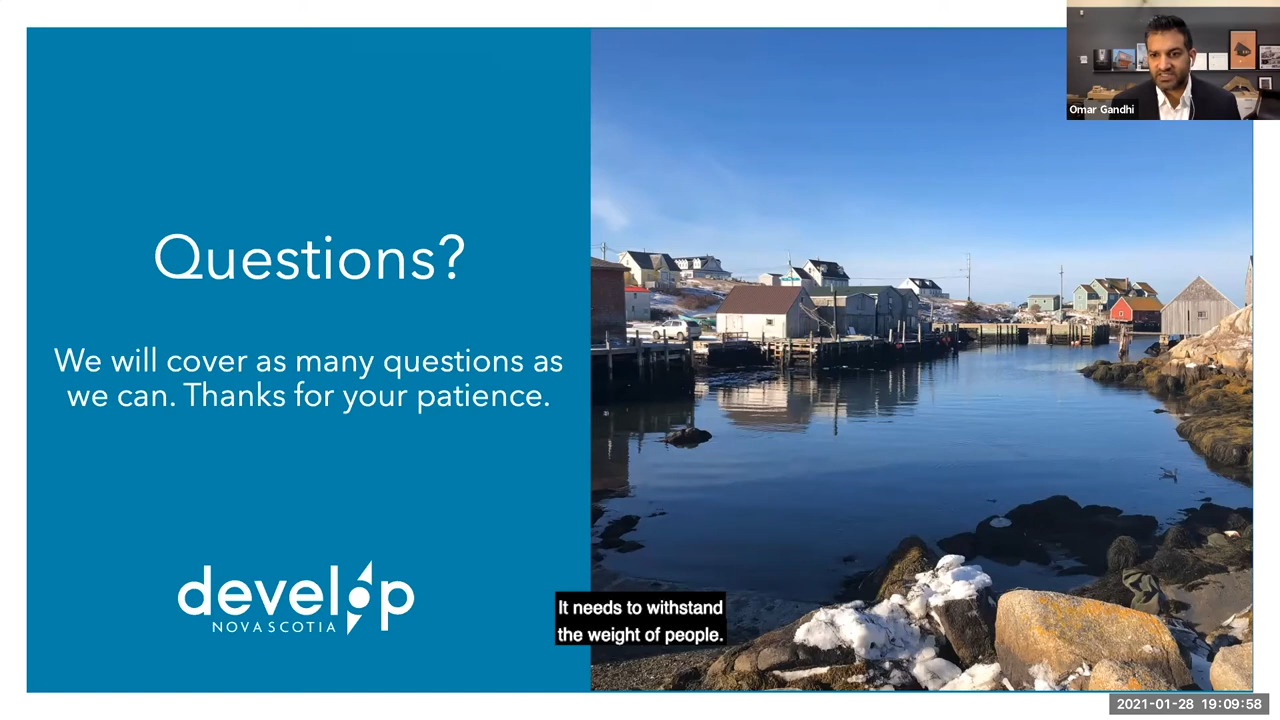 Omar Gandhi
Questions?
We will cover as many questions as
we can. Thanks for your patience.
develop
NOVA SCOTIA
It needs to withstand
the weight of people.
2021-01-28 19:09:58